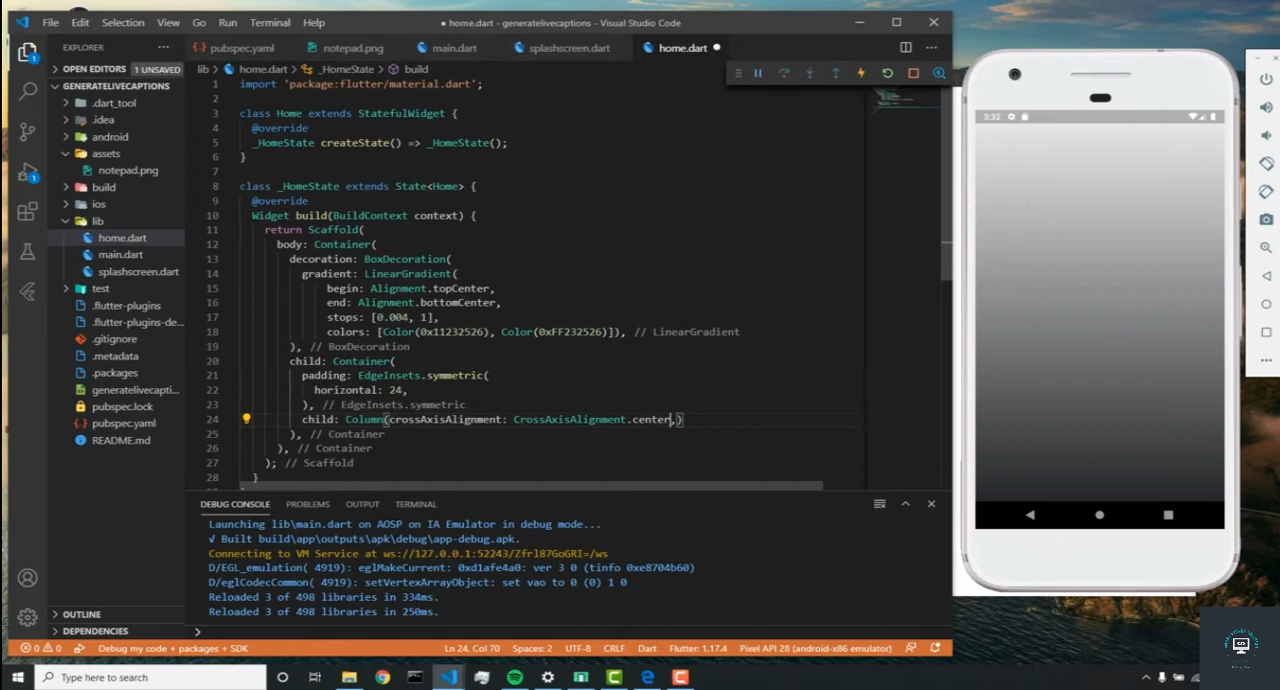 File Edit Selection View Go Run Terminal Help
● home.dart - generatelivecaptions - Visual Studio Code
EXPLORER
OPEN EDITORS 1 UNSAVED
GENERATELIVECAPTIONS
.dart_tool
.idea
android
assets
notepad.png
build
ios
lib
home.dart
main.dart
splashscreen.dart
test
.flutter-plugins
.flutter-plugins-de...
.gitignore
.metadata
.packages
generatelivecapti...
pubspec.lock
pubspec.yaml
README.md
OUTLINE
DEPENDENCIES
pubspec.yaml notepad.png main.dart splashscreen.dart home.dart
lib > home.dart > _HomeState > build
1 import 'package:flutter/material.dart';
2
3 class Home extends StatefulWidget {
4 @override
5 _HomeState createState() => _HomeState();
6 }
7
8 class _HomeState extends State<Home> {
9 @override
10 Widget build(BuildContext context) {
11 return Scaffold(
12 body: Container(
13 decoration: BoxDecoration(
14 gradient: LinearGradient(
15 begin: Alignment.topCenter,
16 end: Alignment.bottomCenter,
17 stops: [0.004, 1],
18 colors: [Color(0x11232526), Color(0xFF232526)]), // LinearGradient
19 ), // BoxDecoration
20 child: Container(
21 padding: EdgeInsets.symmetric(
22 horizontal: 24,
23 ), // EdgeInsets.symmetric
24 child: Column(crossAxisAlignment: CrossAxisAlignment.center,)
25 ), // Container
26 ), // Container
27 ); // Scaffold
28 }
DEBUG CONSOLE PROBLEMS OUTPUT TERMINAL
Launching lib\main.dart on AOSP on IA Emulator in debug mode...
√ Built build\app\outputs\apk\debug\app-debug.apk.
Connecting to VM Service at ws://127.0.0.1:52243/Zfrl87GoGRI=/ws
D/EGL_emulation( 4919): eglMakeCurrent: 0xd1afe4a0: ver 3 0 (tinfo 0xe8704b60)
D/eglCodecCommon( 4919): setVertexArrayObject: set vao to 0 (0) 1 0
Reloaded 3 of 498 libraries in 334ms.
Reloaded 3 of 498 libraries in 250ms.
0 0 Debug my code + packages + SDK Ln 24, Col 70 Spaces: 2 UTF-8 CRLF Dart Flutter: 1.17.4 Pixel API 28 (android-x86 emulator)
3:32
Type here to search